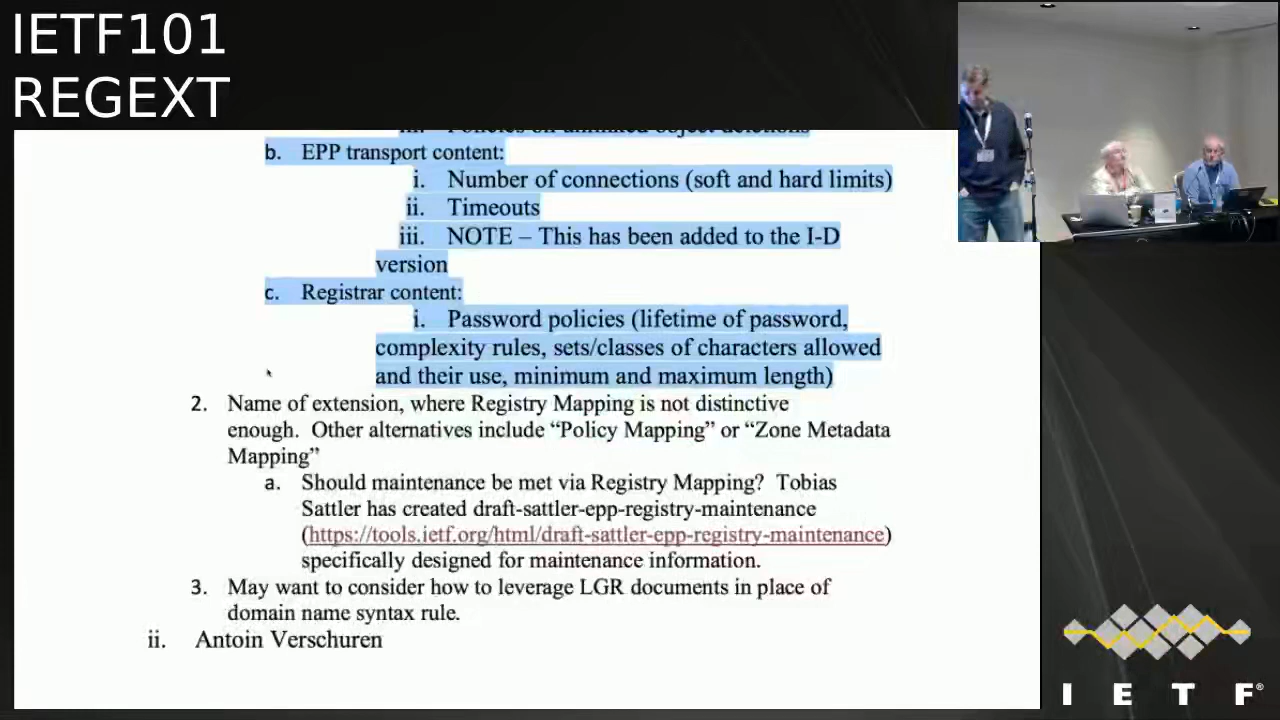 IETF101
REGEXT
iii. Policies on unlinked object deletions
b. EPP transport content:
i. Number of connections (soft and hard limits)
ii. Timeouts
iii. NOTE – This has been added to the I-D
version
c. Registrar content:
i. Password policies (lifetime of password,
complexity rules, sets/classes of characters allowed
and their use, minimum and maximum length)
2. Name of extension, where Registry Mapping is not distinctive
enough. Other alternatives include “Policy Mapping” or “Zone Metadata
Mapping”
a. Should maintenance be met via Registry Mapping? Tobias
Sattler has created draft-sattler-epp-registry-maintenance
(https://tools.ietf.org/html/draft-sattler-epp-registry-maintenance)
specifically designed for maintenance information.
3. May want to consider how to leverage LGR documents in place of
domain name syntax rule.
ii. Antoin Verschuren
I E T F®